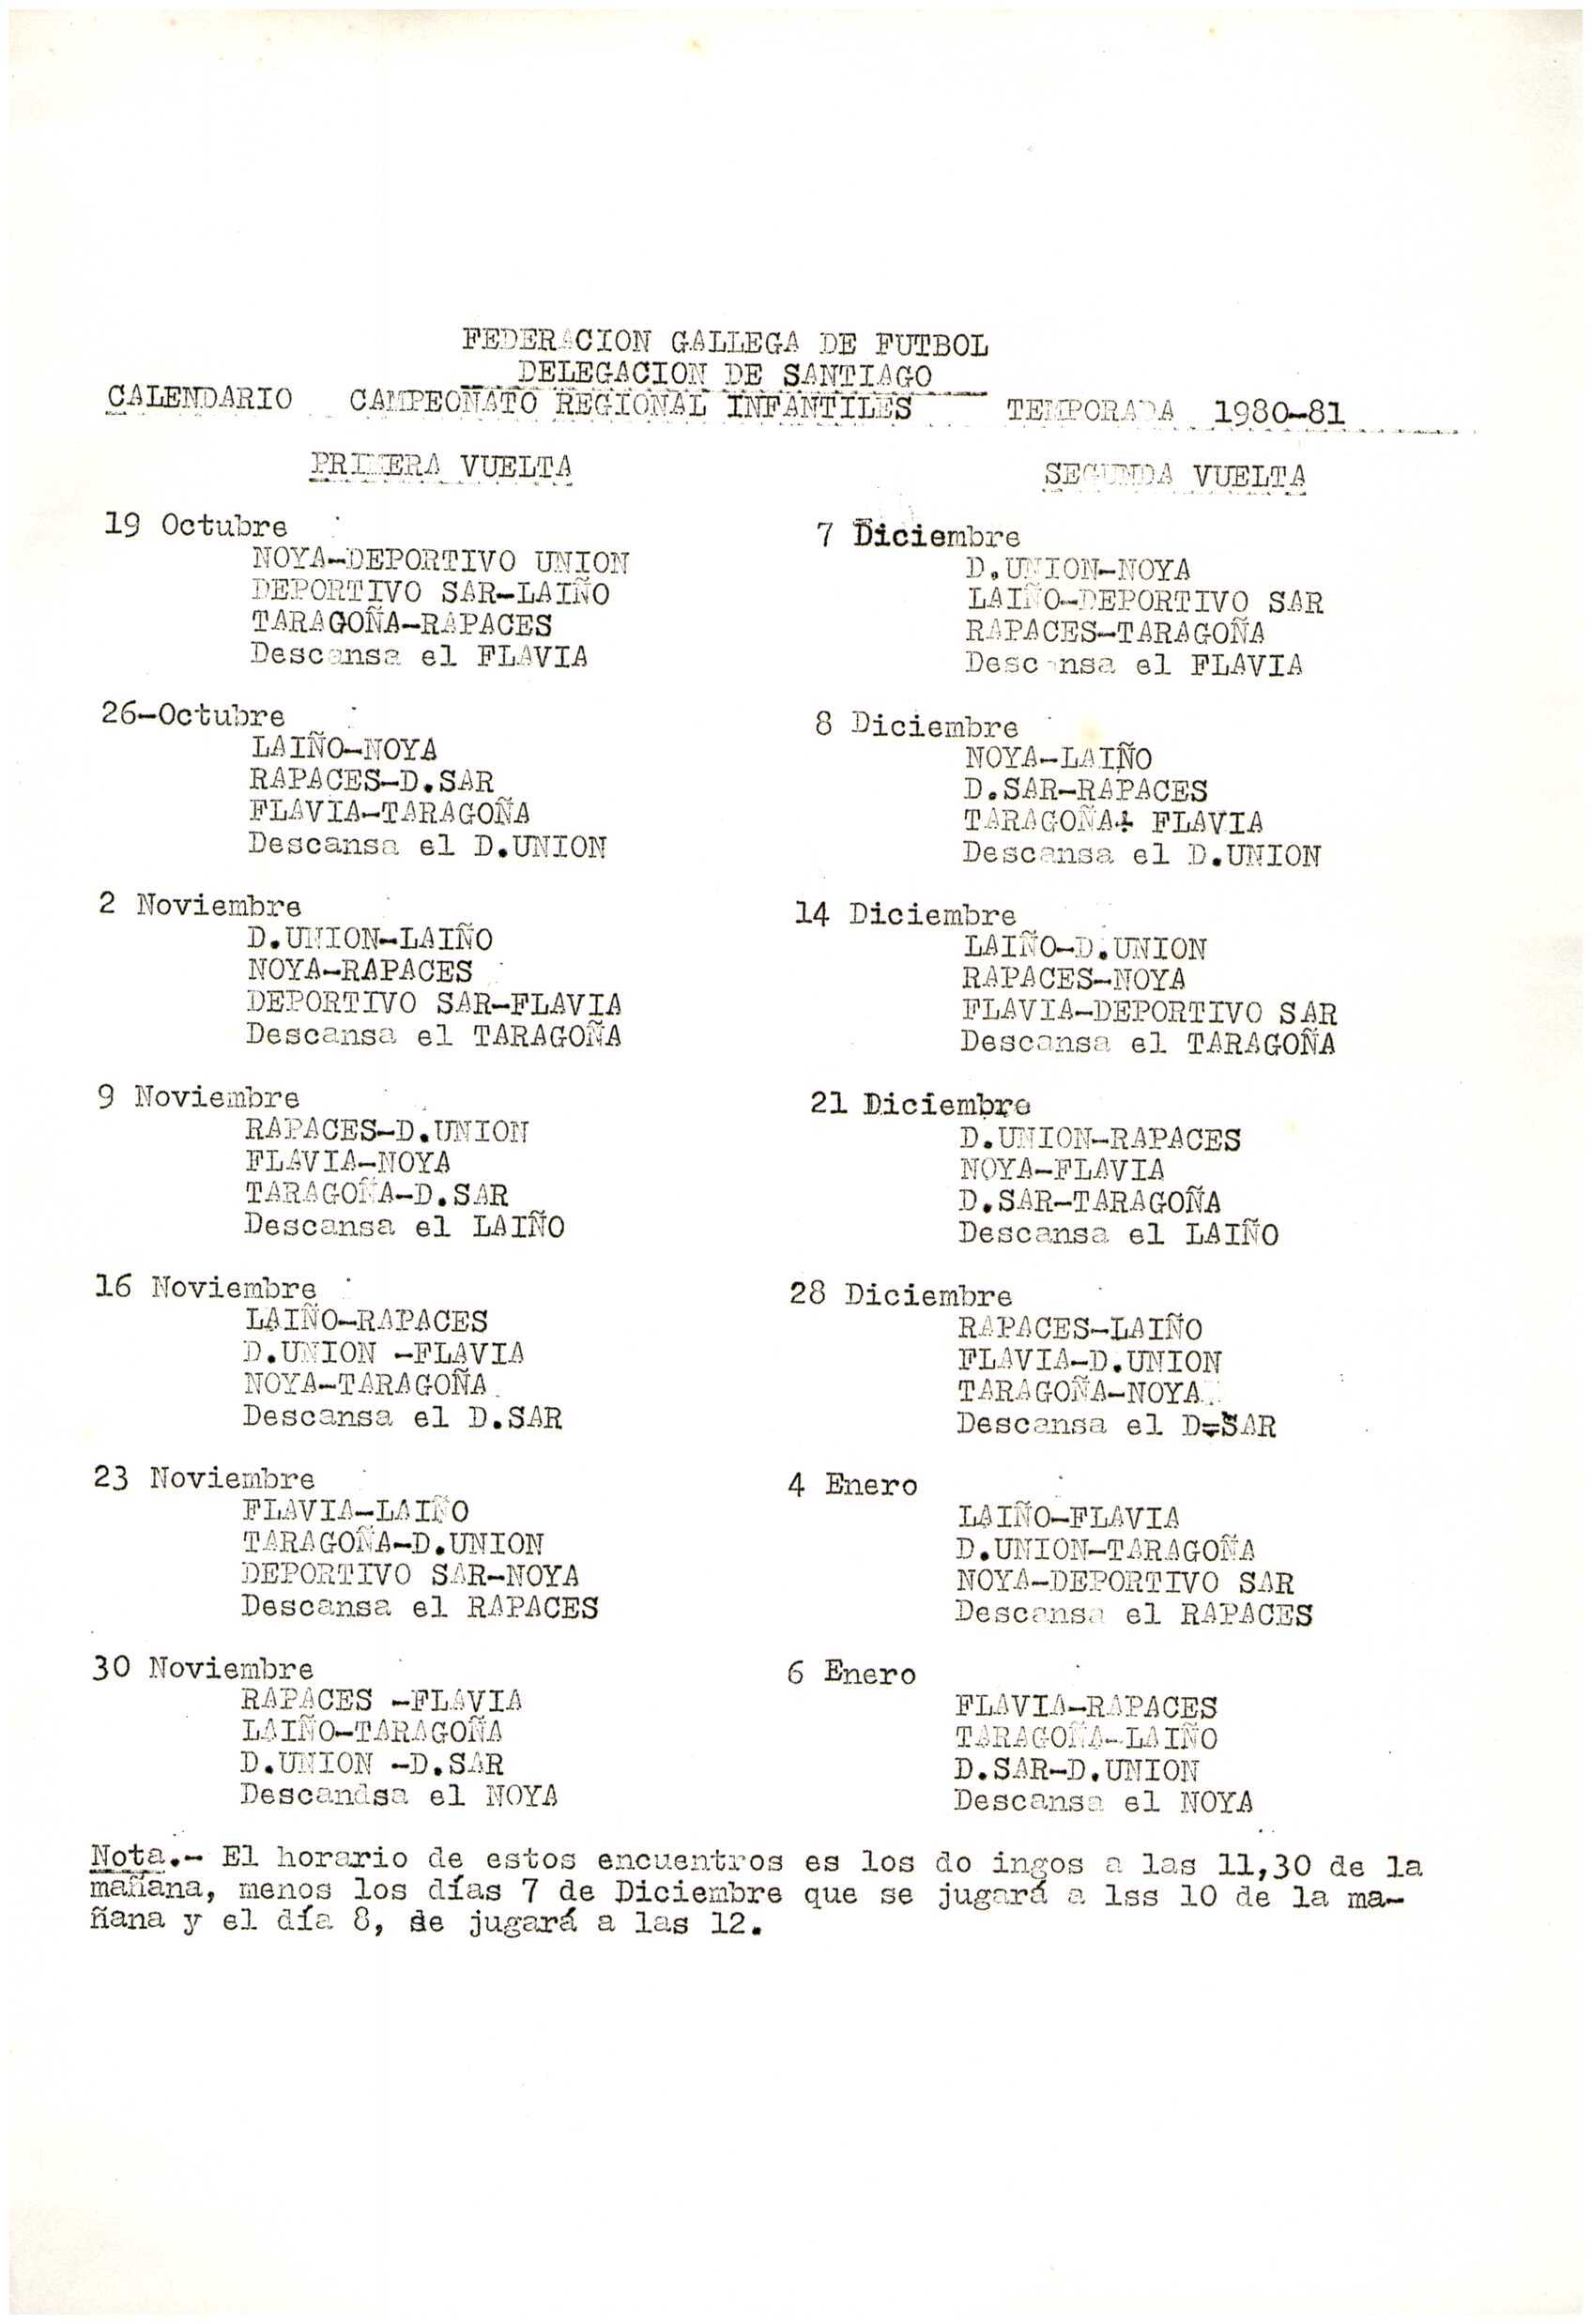 FEDERACION GALLEGA DE FUTBOL
DELEGACION DE SANTIAGO
CALENDARIO CAMPEONATO REGIONAL INFANTILES TEMPORADA 1980-81
PRIMERA VUELTA
19 Octubre
NOYA-DEPORTIVO UNION
DEPORTIVO SAR-LAIÑO
TARAGOÑA-RAPACES
Descansa el FLAVIA
26-Octubre
LAIÑO-NOYA
RAPACES-D.SAR
FLAVIA-TARAGOÑA
Descansa el D.UNION
2 Noviembre
D.UNION-LAIÑO
NOYA-RAPACES
DEPORTIVO SAR-FLAVIA
Descansa el TARAGOÑA
9 Noviembre
RAPACES-D.UNION
FLAVIA-NOYA
TARAGOÑA-D.SAR
Descansa el LAIÑO
16 Noviembre
LAIÑO-RAPACES
D.UNION -FLAVIA
NOYA-TARAGOÑA
Descansa el D.SAR
23 Noviembre
FLAVIA-LAIÑO
TARAGOÑA-D.UNION
DEPORTIVO SAR-NOYA
Descansa el RAPACES
30 Noviembre
RAPACES -FLAVIA
LAIÑO-TARAGOÑA
D.UNION -D.SAR
Descandsa el NOYA
SEGUNDA VUELTA
7 Diciembre
D.UNION-NOYA
LAIÑO-DEPORTIVO SAR
RAPACES-TARAGOÑA
Descansa el FLAVIA
8 Diciembre
NOYA-LAIÑO
D.SAR-RAPACES
TARAGOÑA- FLAVIA
Descansa el D.UNION
14 Diciembre
LAIÑO-D.UNION
RAPACES-NOYA
FLAVIA-DEPORTIVO SAR
Descansa el TARAGOÑA
21 Diciembre
D.UNION-RAPACES
NOYA-FLAVIA
D.SAR-TARAGOÑA
Descansa el LAIÑO
28 Diciembre
RAPACES-LAIÑO
FLAVIA-D.UNION
TARAGOÑA-NOYA
Descansa el D.SAR
4 Enero
LAIÑO-FLAVIA
D.UNION-TARAGOÑA
NOYA-DEPORTIVO SAR
Descansa el RAPACES
6 Enero
FLAVIA-RAPACES
TARAGOÑA-LAIÑO
D.SAR-D.UNION
Descansa el NOYA
Nota.- El horario de estos encuentros es los do ingos a las 11,30 de la
mañana, menos los días 7 de Diciembre que se jugará a lss 10 de la ma-
ñana y el día 8, se jugará a las 12.